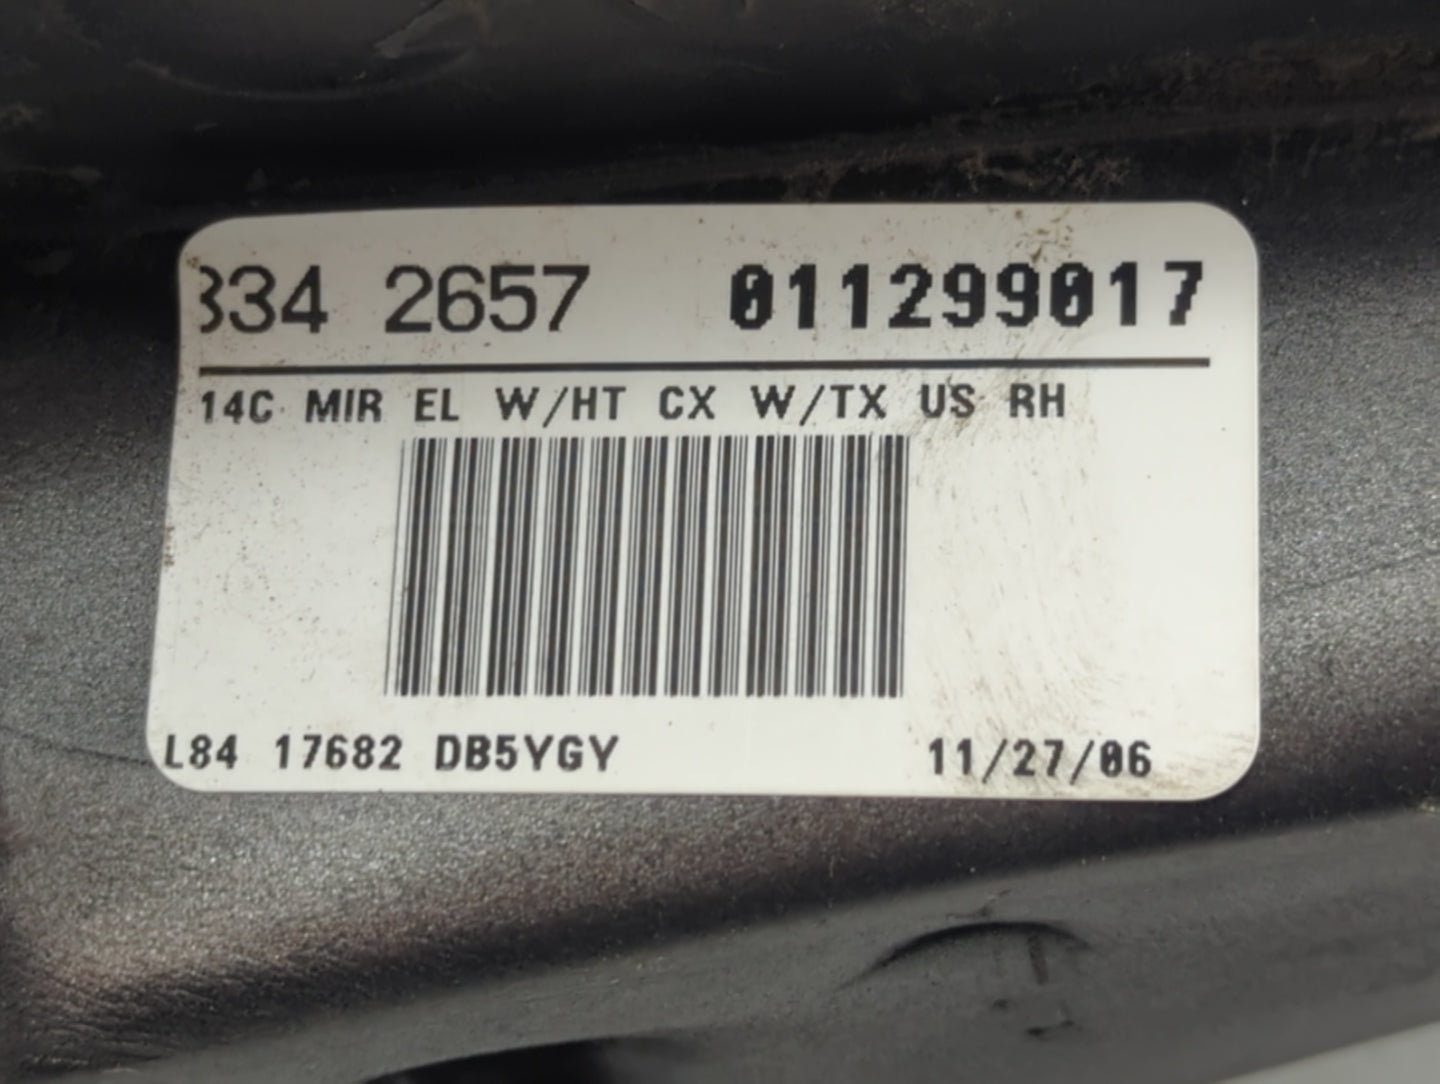 334 2657 011299017
14C MIR EL W/HT CX W/TX US RH
L84 17682 DB5YGY 11/27/06